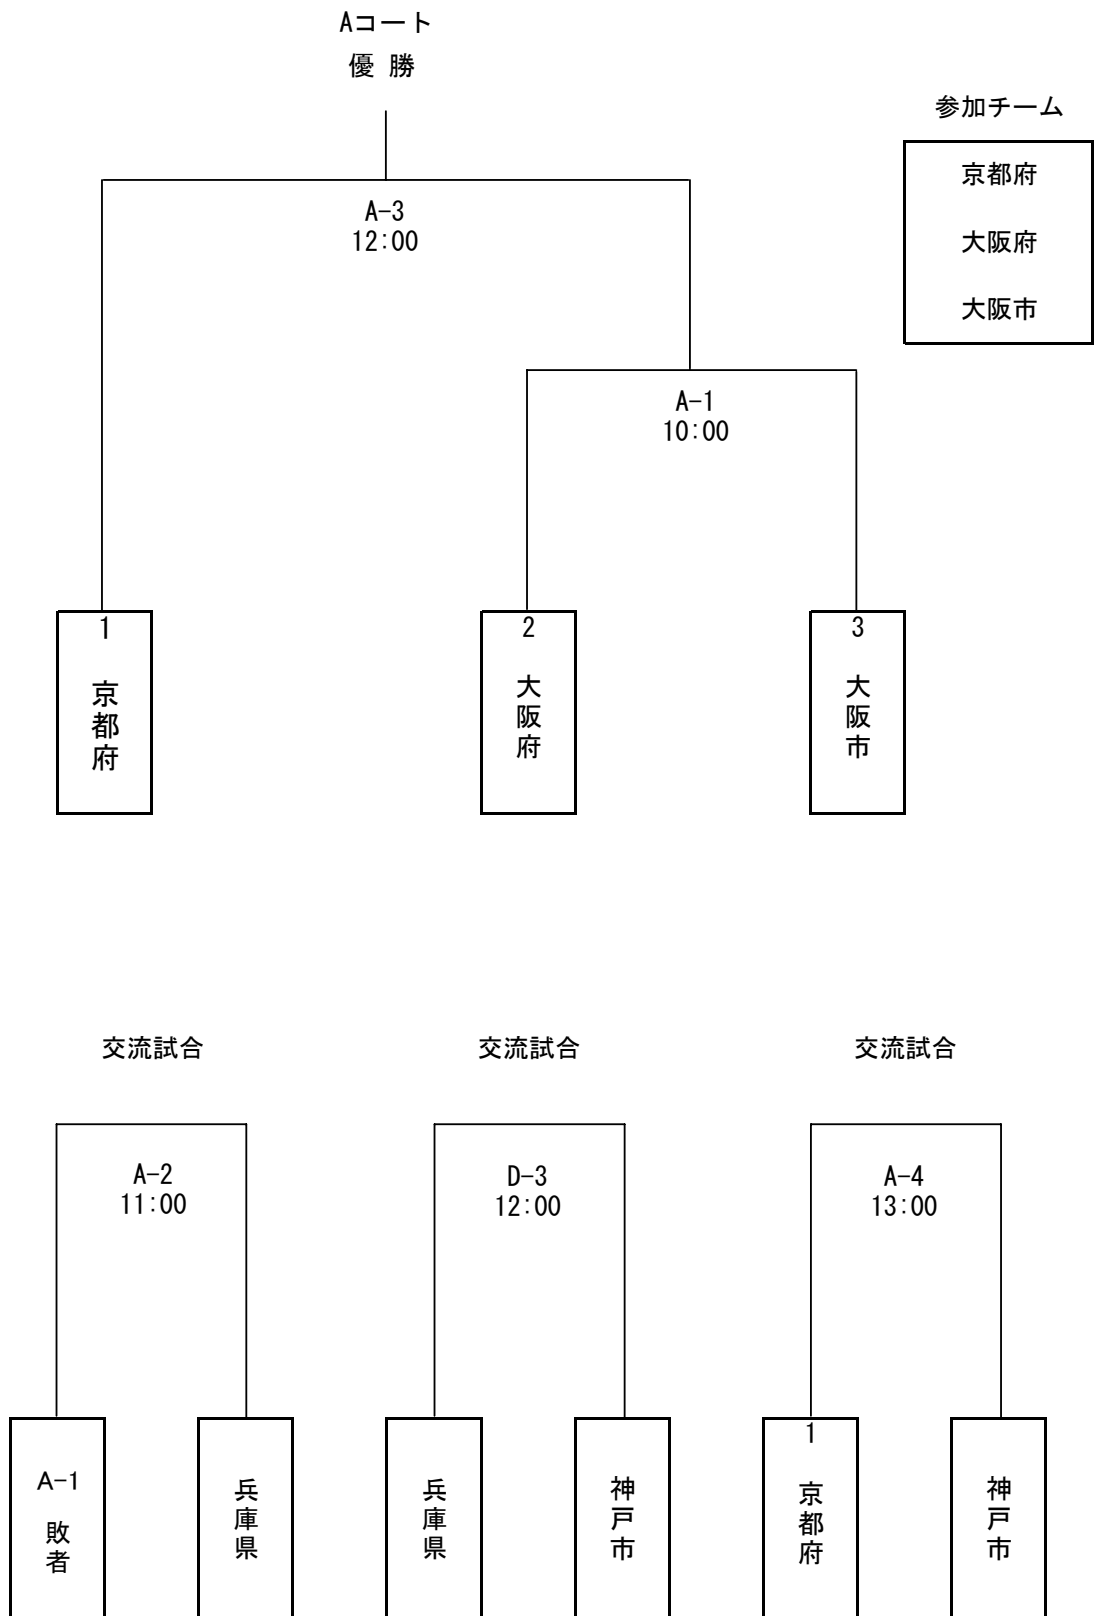 Aコート
優 勝
参加チーム
京都府
大阪府
大阪市
A-3
12:00
A-1
10:00
1
京都府
2
大阪府
3
大阪市
交流試合
交流試合
交流試合
A-2
11:00
D-3
12:00
A-4
13:00
A-1
敗者
兵庫県
兵庫県
神戸市
1
京都府
神戸市